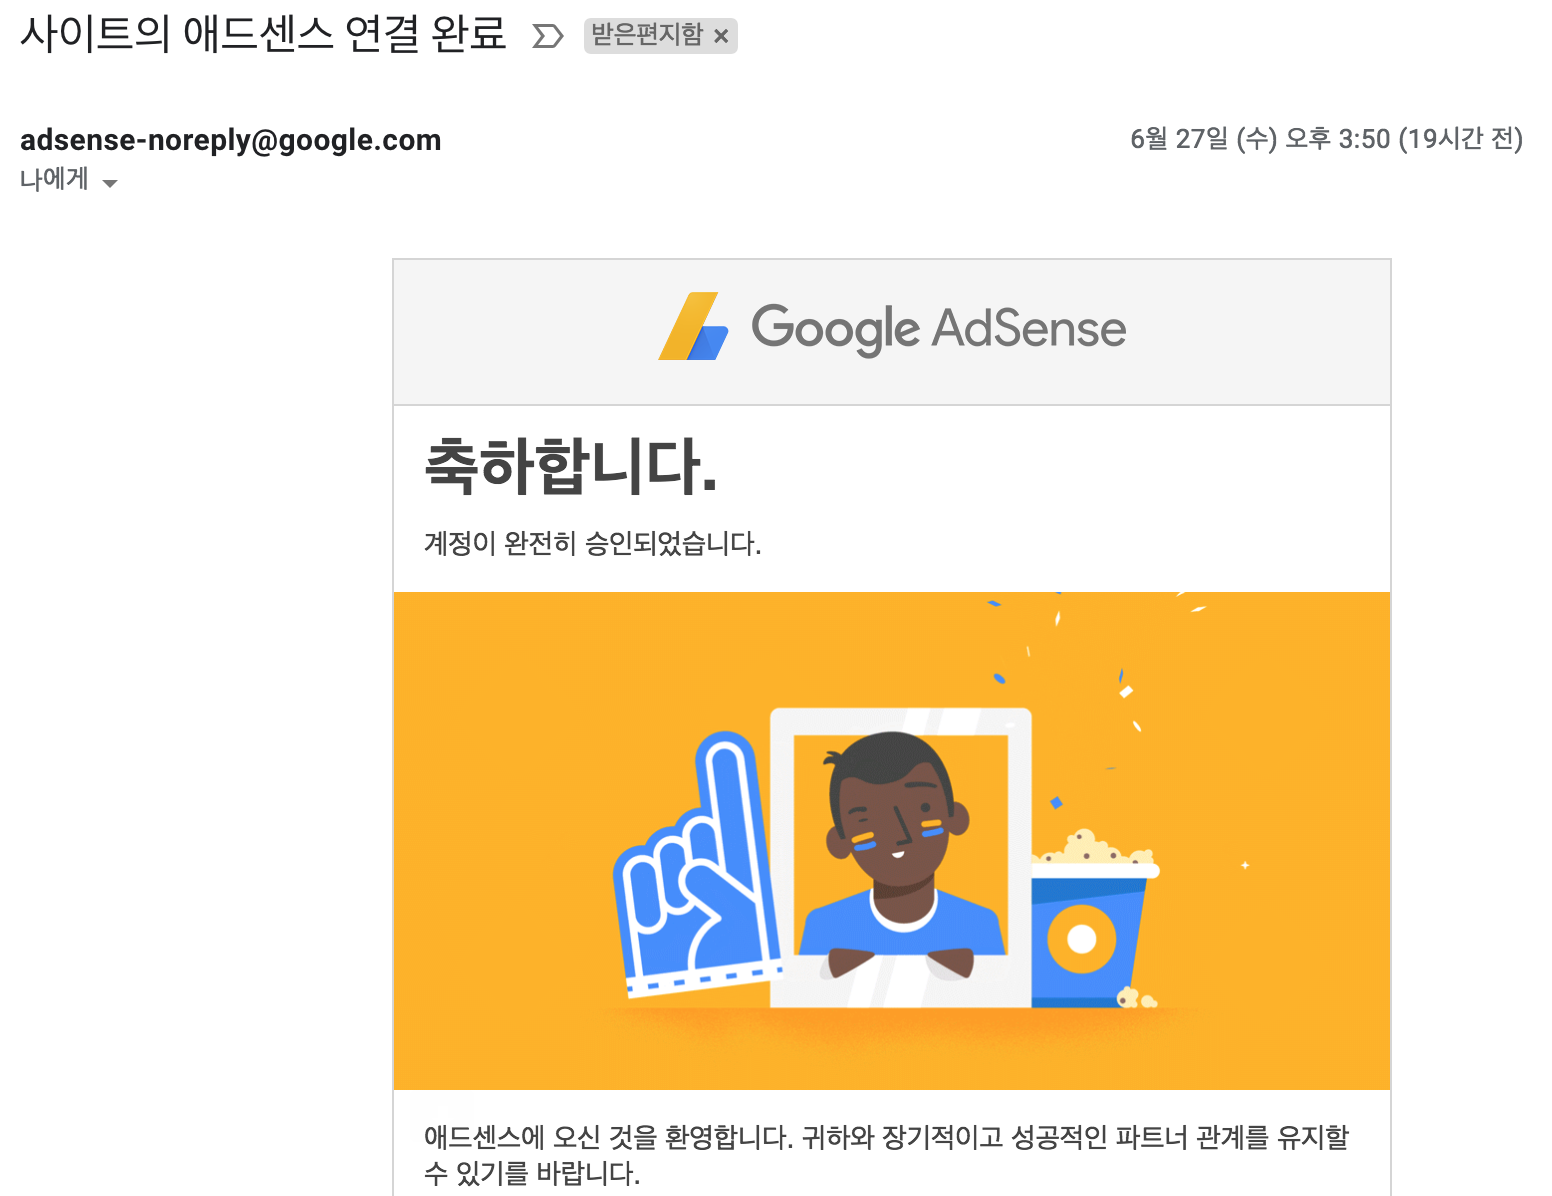 사이트의 애드센스 연결 완료 받은편지함 ×
adsense-noreply@google.com 6월 27일 (수) 오후 3:50 (19시간 전)
나에게
Google AdSense
축하합니다.
계정이 완전히 승인되었습니다.
애드센스에 오신 것을 환영합니다. 귀하와 장기적이고 성공적인 파트너 관계를 유지할
수 있기를 바랍니다.